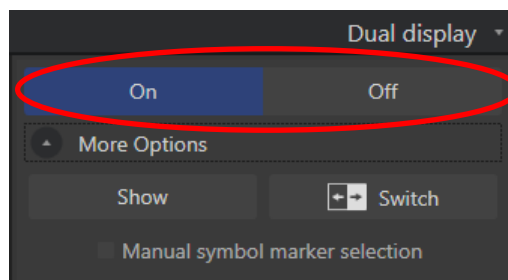 Dual display
On Off
More Options
Show Switch
Manual symbol marker selection